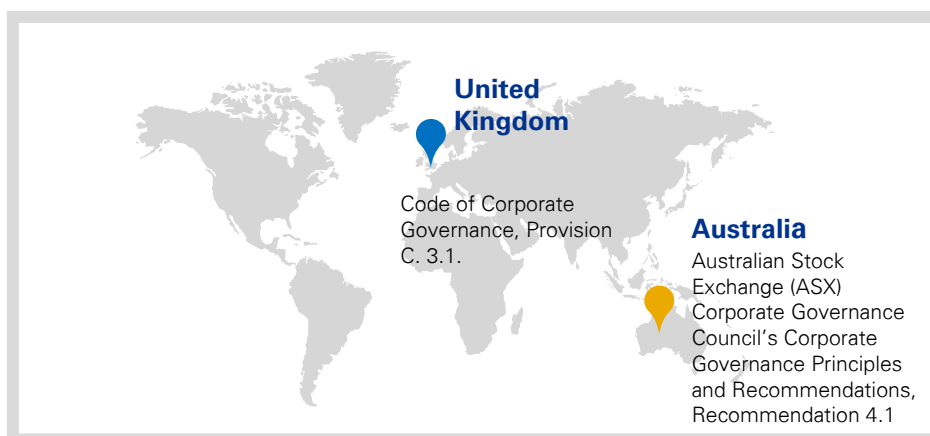 United
Kingdom
Code of Corporate
Governance, Provision
C. 3.1.
Australia
Australian Stock
Exchange (ASX)
Corporate Governance
Council’s Corporate
Governance Principles
and Recommendations,
Recommendation 4.1